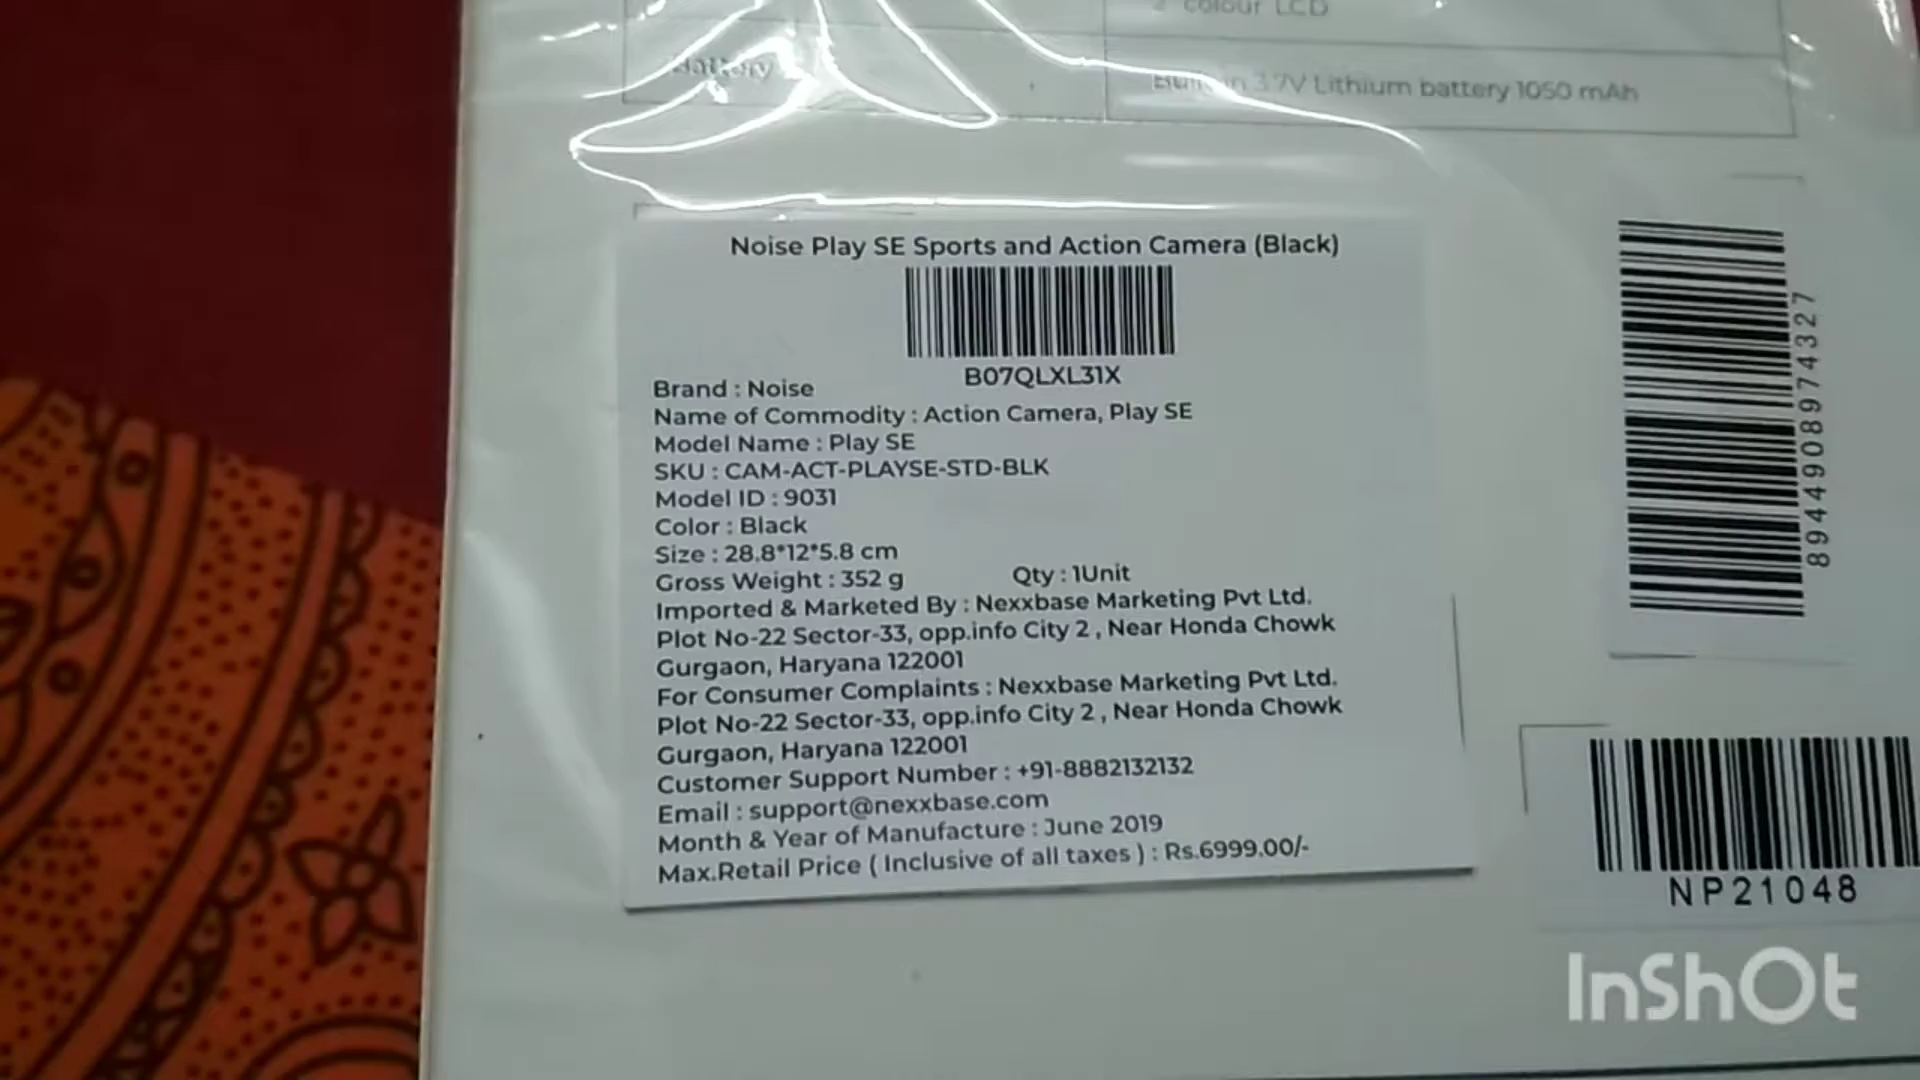 2" colour LCD
Battery
Built-in 3.7V Lithium battery 1050 mAh
Noise Play SE Sports and Action Camera (Black)
B07QLXL31X
Brand : Noise
Name of Commodity : Action Camera, Play SE
Model Name : Play SE
SKU : CAM-ACT-PLAYSE-STD-BLK
Model ID : 9031
Color : Black
Size : 28.8*12*5.8 cm
Gross Weight : 352 g Qty : 1Unit
Imported & Marketed By : Nexxbase Marketing Pvt Ltd.
Plot No-22 Sector-33, opp.info City 2 , Near Honda Chowk
Gurgaon, Haryana 122001
For Consumer Complaints : Nexxbase Marketing Pvt Ltd.
Plot No-22 Sector-33, opp.info City 2 , Near Honda Chowk
Gurgaon, Haryana 122001
Customer Support Number : +91-8882132132
Email : support@nexxbase.com
Month & Year of Manufacture : June 2019
Max.Retail Price ( Inclusive of all taxes ) : Rs.6999.00/-
8944908974327
NP21048
InShOt